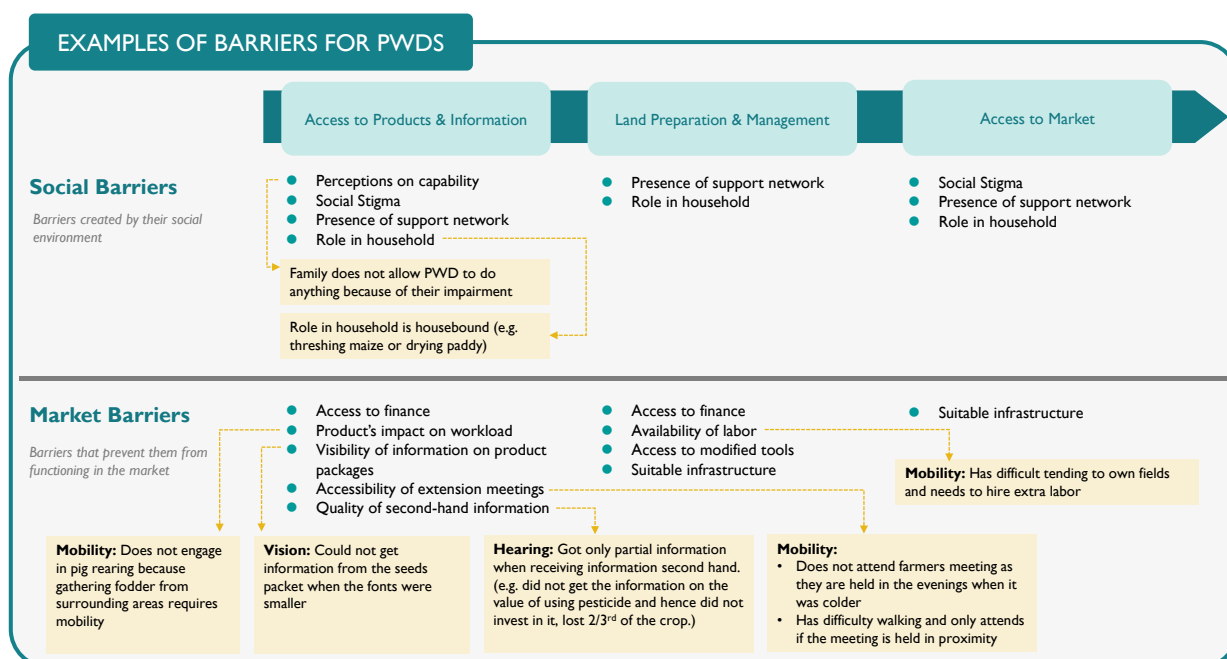 EXAMPLES OF BARRIERS FOR PWDS
Access to Products & Information
Land Preparation & Management
Access to Market
Social Barriers
Barriers created by their social
environment
● Perceptions on capability
● Social Stigma
● Presence of support network
● Role in household
● Presence of support network
● Role in household
● Social Stigma
● Presence of support network
● Role in household
Family does not allow PWD to do
anything because of their impairment
Role in household is housebound (e.g.
threshing maize or drying paddy)
Market Barriers
Barriers that prevent them from
functioning in the market
● Access to finance
● Product's impact on workload
● Visibility of information on product
packages
● Accessibility of extension meetings
● Quality of second-hand information
● Access to finance
● Availability of labor
● Access to modified tools
● Suitable infrastructure
● Suitable infrastructure
Mobility: Has difficult tending to own fields
and needs to hire extra labor
Mobility: Does not engage
in pig rearing because
gathering fodder from
surrounding areas requires
mobility
Vision: Could not get
information from the seeds
packet when the fonts were
smaller
Hearing: Got only partial information
when receiving information second hand.
(e.g. did not get the information on the
value of using pesticide and hence did not
invest in it, lost 2/3rd of the crop.)
Mobility:
• Does not attend farmers meeting as
they are held in the evenings when it
was colder
• Has difficulty walking and only attends
if the meeting is held in proximity